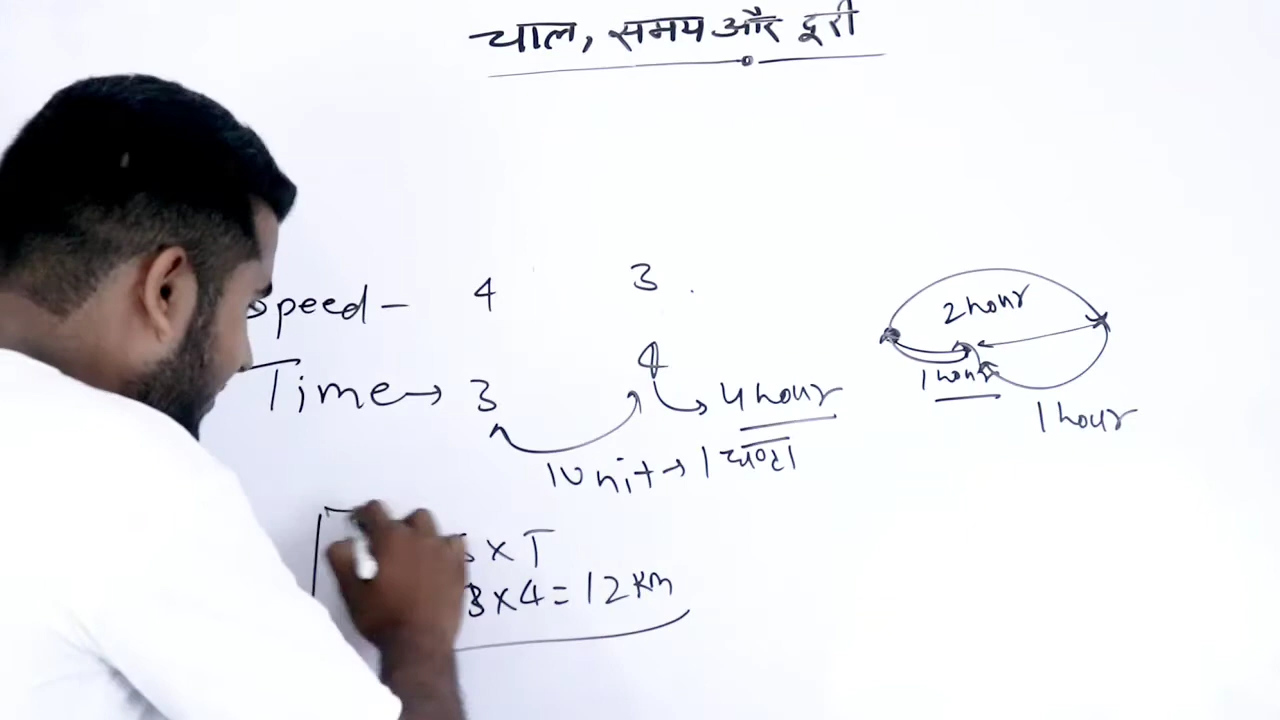 चाल, समय और दूरी
Speed - 4 3
Time → 3 4 → 4 hour
1 Unit → 1 घण्टा
S × T
3 × 4 = 12 km
2 hour
1 hour
1 hour